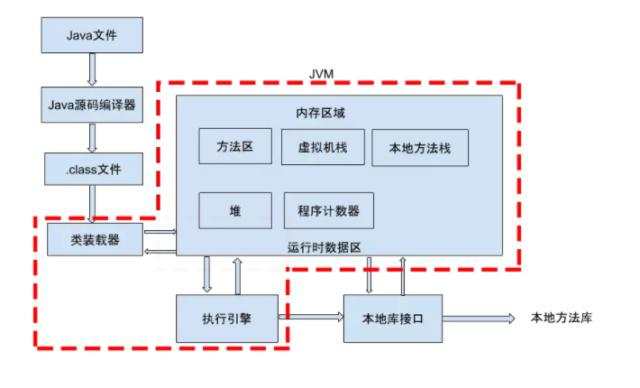 Java文件
JVM
Java源码编译器
内存区域
方法区
虚拟机栈
本地方法栈
.class文件
堆
程序计数器
类装载器
运行时数据区
执行引擎
本地库接口
本地方法库